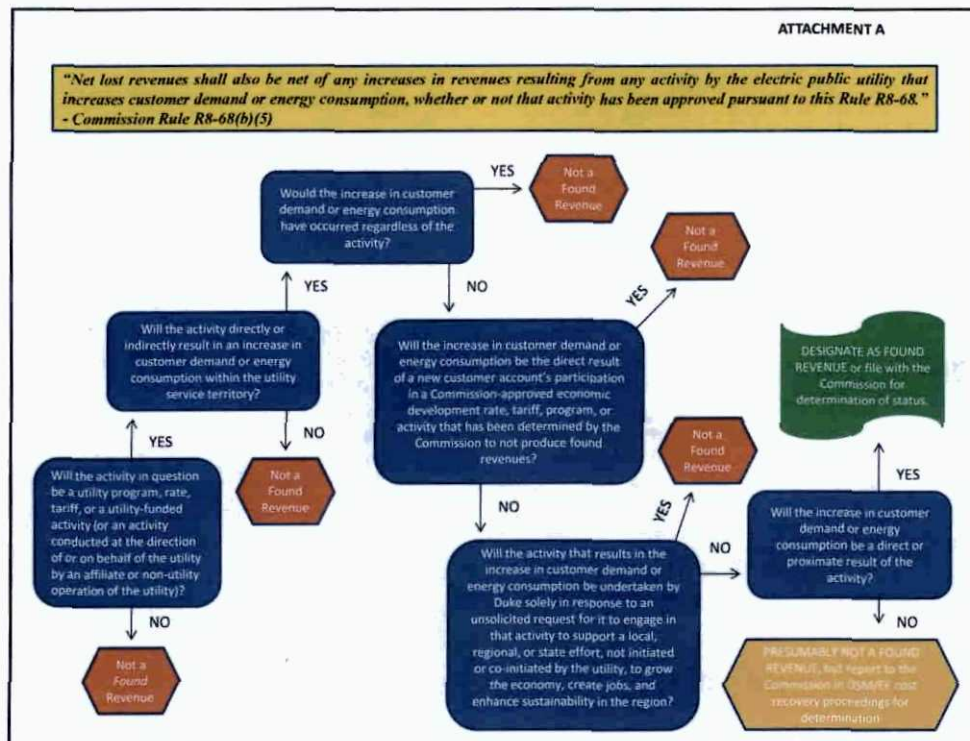 ATTACHMENT A
"Net lost revenues shall also be net of any increases in revenues resulting from any activity by the electric public utility that
increases customer demand or energy consumption, whether or not that activity has been approved pursuant to this Rule R8-68."
- Commission Rule R8-68(b)(5)
Would the increase in customer
demand or energy consumption
have occurred regardless of the
activity?
YES
Not a
Found
Revenue
NO
YES
Will the activity directly or
indirectly result in an increase in
customer demand or energy
consumption within the utility
service territory?
NO
Not a
Found
Revenue
YES
Will the activity in question
be a utility program, rate,
tariff, or a utility-funded
activity (or an activity
conducted at the direction
of or on behalf of the utility
by an affiliate or non-utility
operation of the utility)?
NO
Not a
Found
Revenue
Will the increase in customer demand or
energy consumption be the direct result
of a new customer account's participation
in a Commission-approved economic
development rate, tariff, program, or
activity that has been determined by the
Commission to not produce found
revenues?
YES
Not a
Found
Revenue
NO
Will the activity that results in the
increase in customer demand or
energy consumption be undertaken by
Duke solely in response to an
unsolicited request for it to engage in
that activity to support a local,
regional, or state effort, not initiated
or co-initiated by the utility, to grow
the economy, create jobs, and
enhance sustainability in the region?
YES
Not a
Found
Revenue
NO
Will the increase in customer
demand or energy
consumption be a direct or
proximate result of the
activity?
YES
DESIGNATE AS FOUND
REVENUE or file with the
Commission for
determination of status.
NO
PRESUMABLY NOT A FOUND
REVENUE, but report to the
Commission in DSM/EE cost
recovery proceedings for
determination